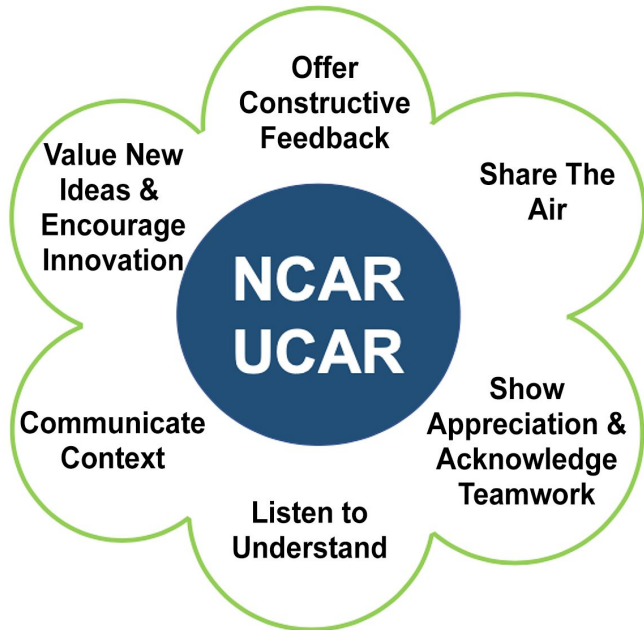 Offer
Constructive
Feedback
Share The
Air
Show
Appreciation &
Acknowledge
Teamwork
Listen to
Understand
Communicate
Context
Value New
Ideas &
Encourage
Innovation
NCAR
UCAR